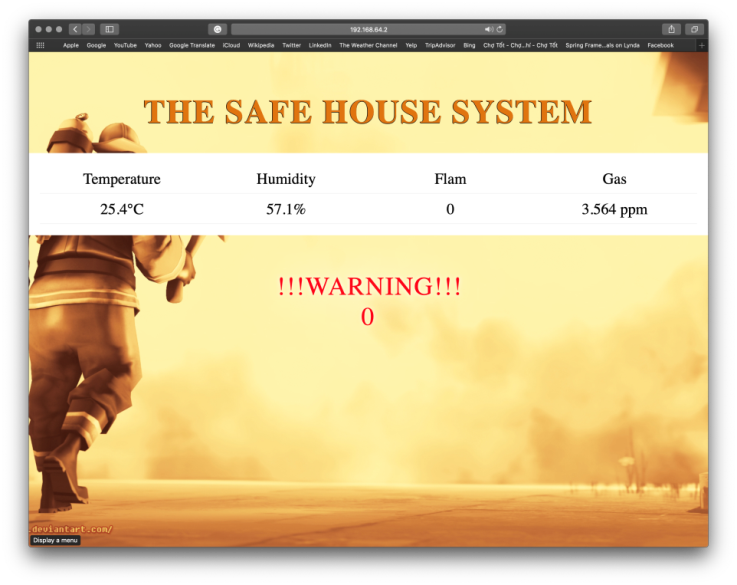 192.168.64.2
Apple Google YouTube Yahoo Google Translate iCloud Wikipedia Twitter LinkedIn The Weather Channel Yelp TripAdvisor Bing Chợ Tốt - Chợ...hí - Chợ Tốt Spring Frame...als on Lynda Facebook
THE SAFE HOUSE SYSTEM
Temperature Humidity Flam Gas
25.4°C 57.1% 0 3.564 ppm
!!!WARNING!!!
0
.deviantart.com/
Display a menu